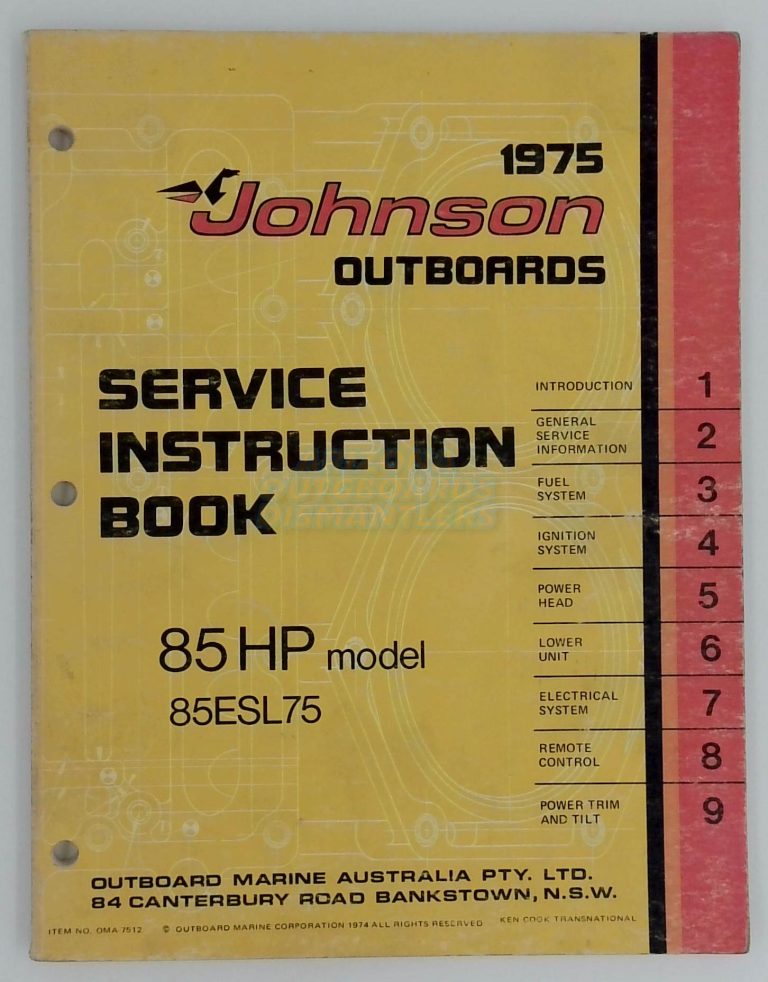 1975
Johnson
OUTBOARDS
SERVICE
INSTRUCTION
BOOK
85 HP model
85ESL75
INTRODUCTION 1
GENERAL
SERVICE
INFORMATION 2
FUEL
SYSTEM 3
IGNITION
SYSTEM 4
POWER
HEAD 5
LOWER
UNIT 6
ELECTRICAL
SYSTEM 7
REMOTE
CONTROL 8
POWER TRIM
AND TILT 9
OUTBOARD MARINE AUSTRALIA PTY. LTD.
84 CANTERBURY ROAD BANKSTOWN, N.S.W.
ITEM NO. OMA-7512 © OUTBOARD MARINE CORPORATION 1974 ALL RIGHTS RESERVED KEN COOK TRANSNATIONAL